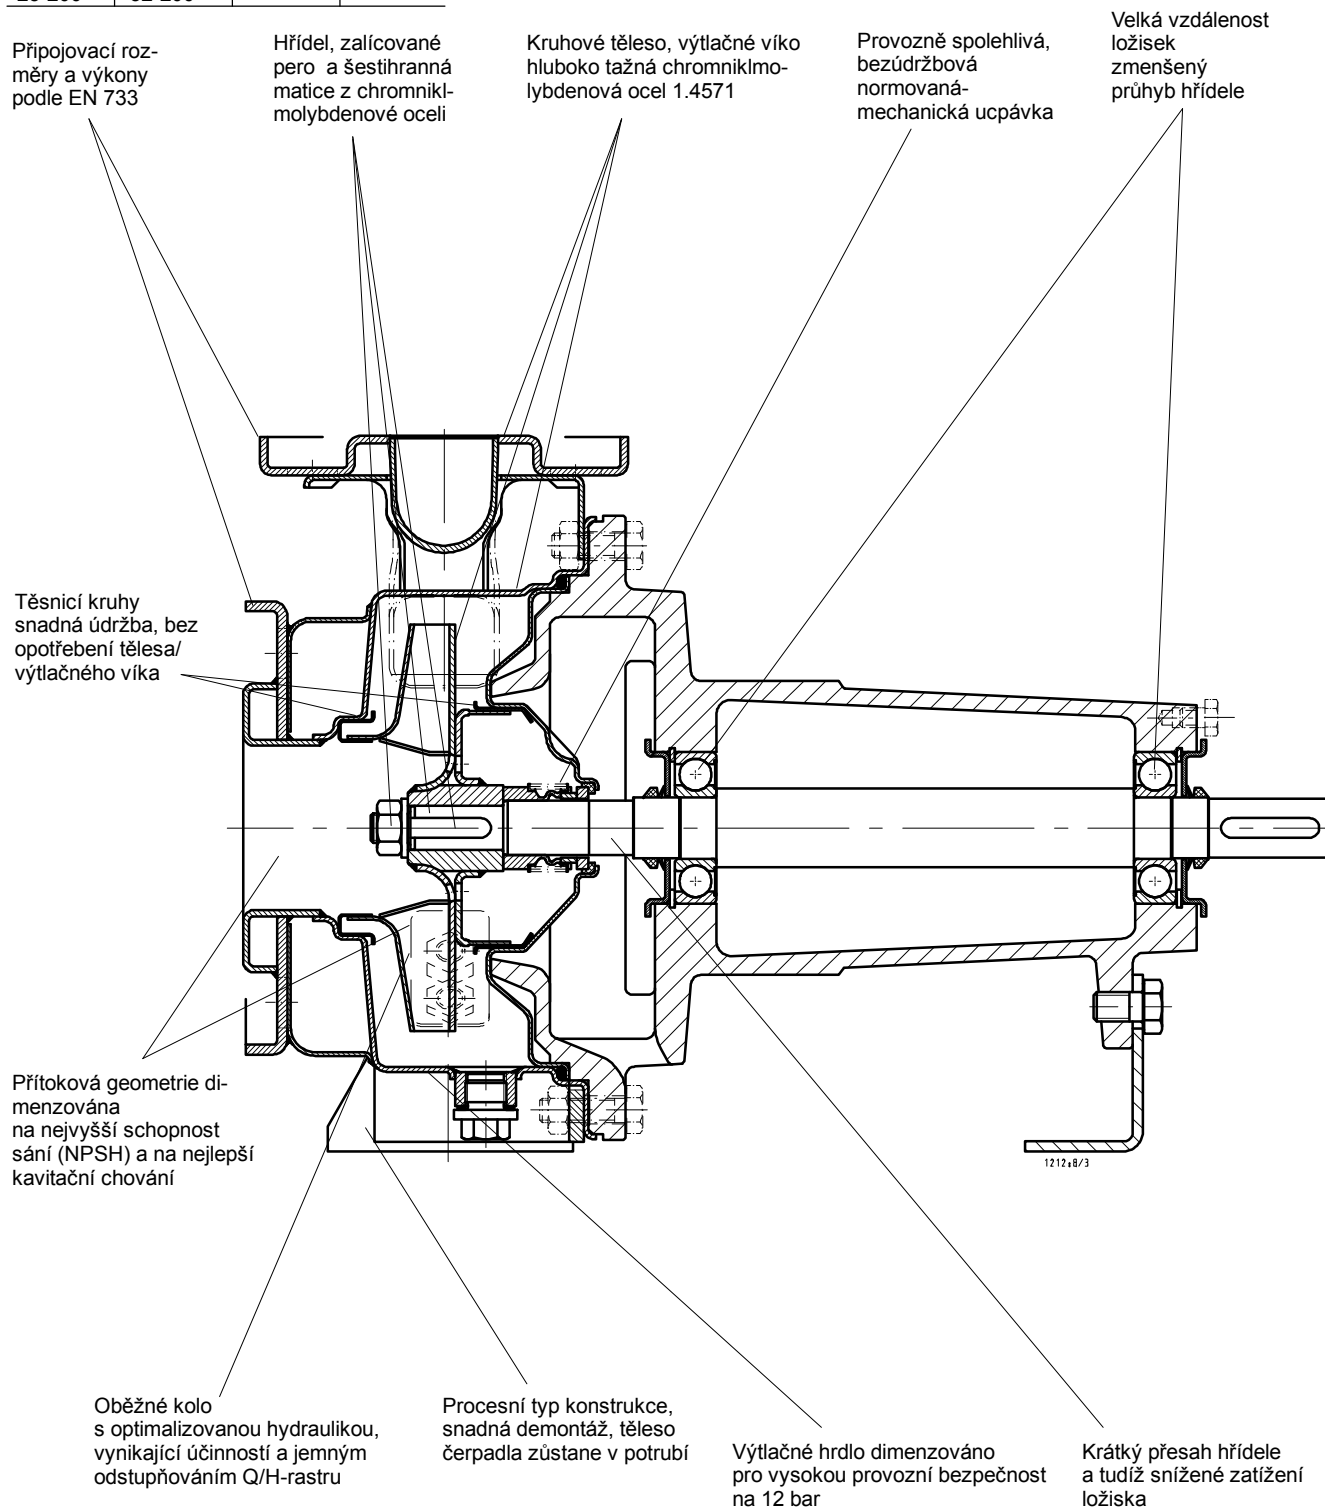 Připojovací roz-
měry a výkony
podle EN 733
Hřídel, zalícované
pero a šestihranná
matice z chromnikl-
molybdenové oceli
Kruhové těleso, výtlačné víko
hluboko tažná chromniklmo-
lybdenová ocel 1.4571
Provozně spolehlivá,
bezúdržbová
normovaná-
mechanická ucpávka
Velká vzdálenost
ložisek
zmenšený
průhyb hřídele
Těsnicí kruhy
snadná údržba, bez
opotřebení tělesa/
výtlačného víka
Přítoková geometrie di-
menzována
na nejvyšší schopnost
sání (NPSH) a na nejlepší
kavitační chování
1212:8/3
Oběžné kolo
s optimalizovanou hydraulikou,
vynikající účinností a jemným
odstupňováním Q/H-rastru
Procesní typ konstrukce,
snadná demontáž, těleso
čerpadla zůstane v potrubí
Výtlačné hrdlo dimenzováno
pro vysokou provozní bezpečnost
na 12 bar
Krátký přesah hřídele
a tudíž snížené zatížení
ložiska